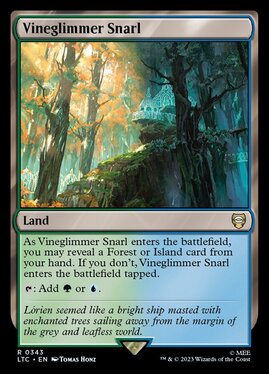 Vineglimmer Snarl
Land
As Vineglimmer Snarl enters the battlefield,
you may reveal a Forest or Island card from
your hand. If you don't, Vineglimmer Snarl
enters the battlefield tapped.
: Add or .
Lórien seemed like a bright ship masted with
enchanted trees sailing away from the margin of
the grey and leafless world.
R 0343
LTC • EN TOMAS HONZ
© MEE
™ & © 2023 Wizards of the Coast